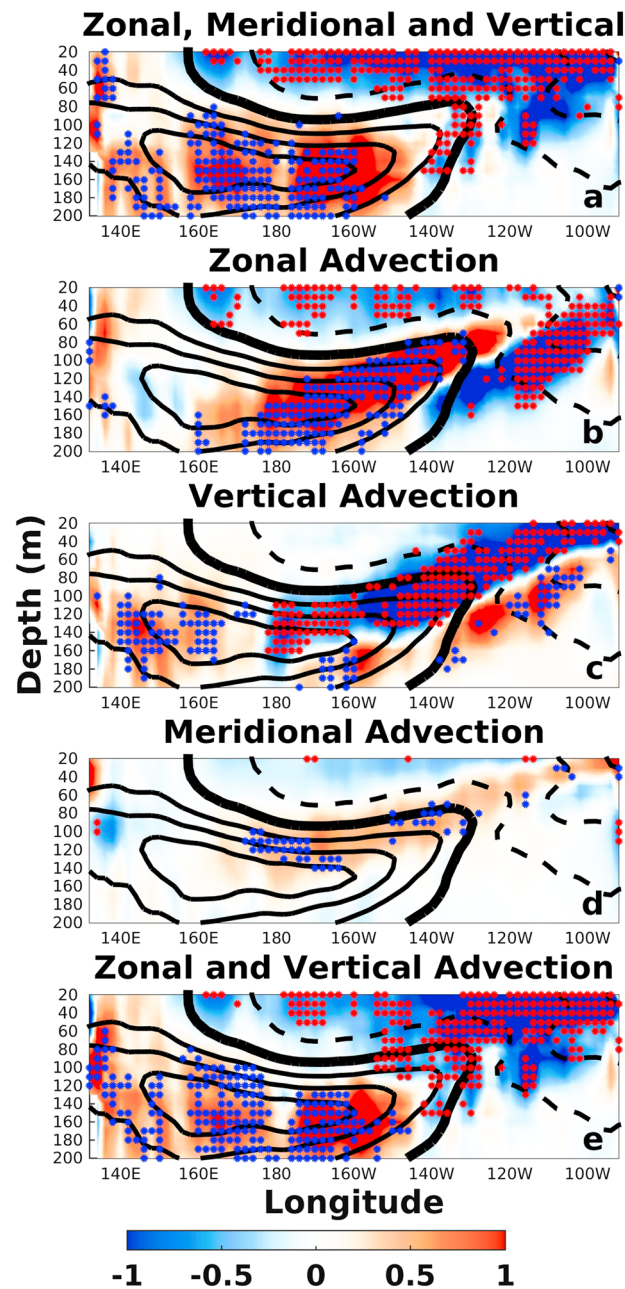 Zonal, Meridional and Vertical
20
40
60
80
100
120
140
160
180
200
a
140E 160E 180 160W 140W 120W 100W
Zonal Advection
20
40
60
80
100
120
140
160
180
200
b
140E 160E 180 160W 140W 120W 100W
Vertical Advection
Depth (m)
20
40
60
80
100
120
140
160
180
200
c
140E 160E 180 160W 140W 120W 100W
Meridional Advection
20
40
60
80
100
120
140
160
180
200
d
140E 160E 180 160W 140W 120W 100W
Zonal and Vertical Advection
20
40
60
80
100
120
140
160
180
200
e
140E 160E 180 160W 140W 120W 100W
Longitude
-1 -0.5 0 0.5 1